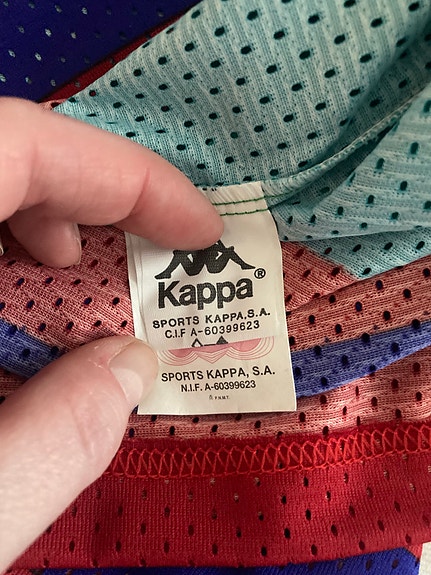 Kappa®
SPORTS KAPPA,S.A.
C.I.F A-60399623
SPORTS KAPPA, S.A.
N.I.F. A-60399623
F.N.M.T.